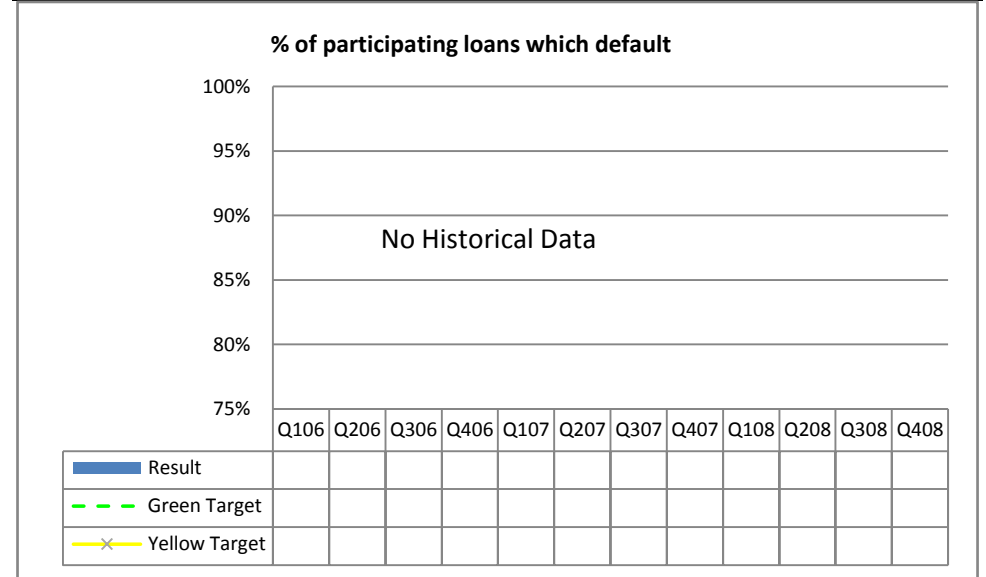 % of participating loans which default
100%
95%
90%
No Historical Data
85%
80%
75%
Q106 Q206 Q306 Q406 Q107 Q207 Q307 Q407 Q108 Q208 Q308 Q408
Result
Green Target
Yellow Target